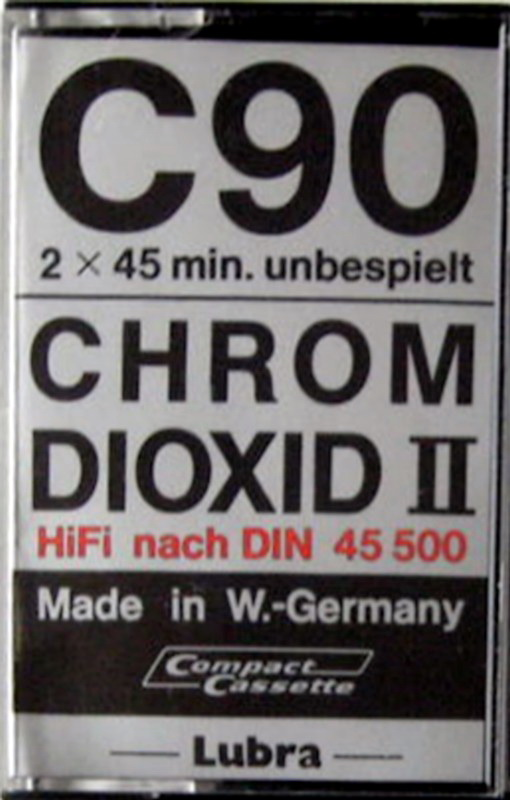 C90
2 × 45 min. unbespielt
CHROM
DIOXID II
HiFi nach DIN 45 500
Made in W.-Germany
Compact
Cassette
Lubra